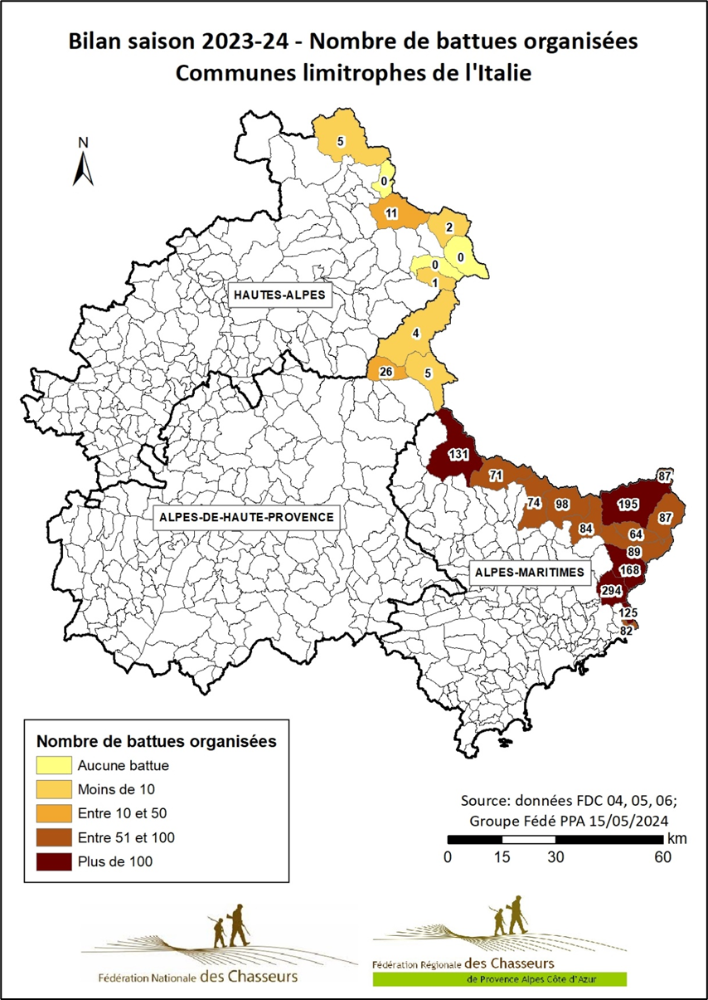 Bilan saison 2023-24 - Nombre de battues organisées
Communes limitrophes de l'Italie
N
5
0
11
2
0
0
1
HAUTES-ALPES
4
26
5
131
71
87
74
98
195
87
ALPES-DE-HAUTE-PROVENCE
84
64
89
ALPES-MARITIMES
168
294
125
82
Nombre de battues organisées
Aucune battue
Moins de 10
Entre 10 et 50
Entre 51 et 100
Plus de 100
Source: données FDC 04, 05, 06;
Groupe Fédé PPA 15/05/2024
km
0 15 30 60
Fédération Nationale des Chasseurs
Fédération Régionale des Chasseurs
de Provence Alpes Côte d'Azur